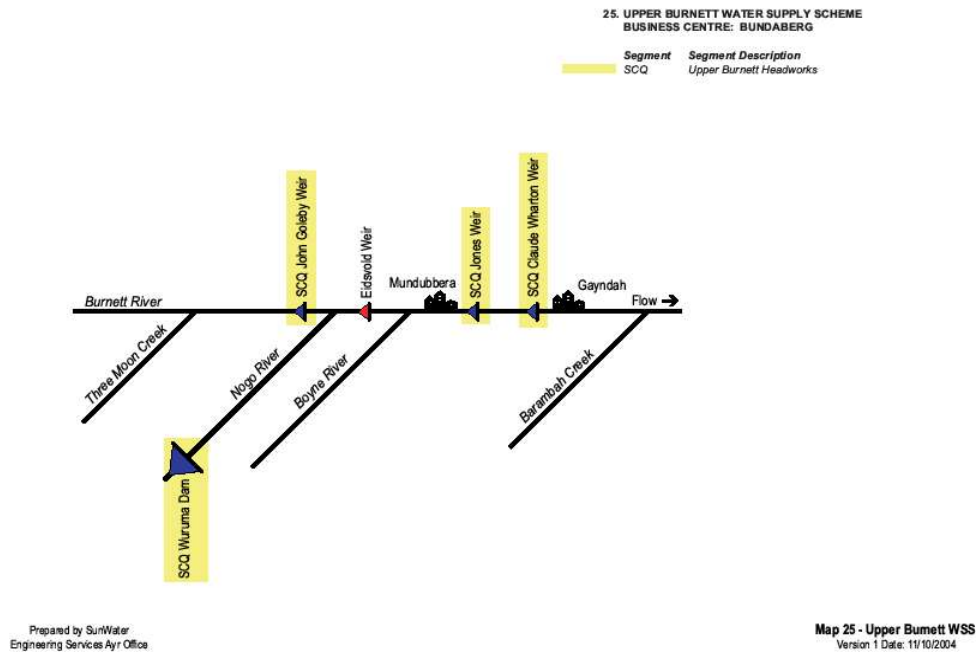 25. UPPER BURNETT WATER SUPPLY SCHEME
BUSINESS CENTRE: BUNDABERG
Segment Segment Description
SCQ Upper Burnett Headworks
SCQ John Goleby Weir
Eidsvold Weir
Mundubbera
SCQ Jones Weir
SCQ Claude Wharton Weir
Gayndah
Burnett River
Flow
Three Moon Creek
Nogo River
Boyne River
Barambah Creek
SCQ Wuruma Dam
Prepared by SunWater
Engineering Services Ayr Office
Map 25 - Upper Burnett WSS
Version 1 Date: 11/10/2004